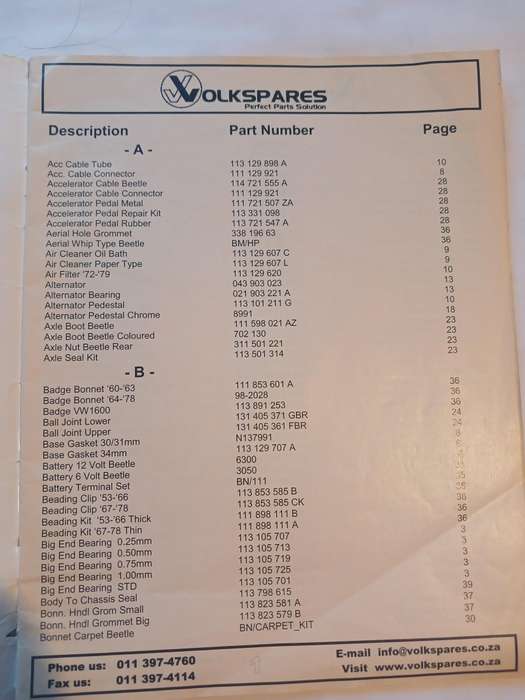 VOLKSPARES
Perfect Parts Solution
Description Part Number Page
- A -
Acc Cable Tube 113 129 898 A 10
Acc. Cable Connector 111 129 921 8
Accelerator Cable Beetle 114 721 555 A 28
Accelerator Cable Connector 111 129 921 28
Accelerator Pedal Metal 111 721 507 ZA 28
Accelerator Pedal Repair Kit 113 331 098 28
Accelerator Pedal Rubber 113 721 547 A 28
Aerial Hole Grommet 338 196 63 36
Aerial Whip Type Beetle BM/HP 36
Air Cleaner Oil Bath 113 129 607 C 9
Air Cleaner Paper Type 113 129 607 L 9
Air Filter '72-'79 113 129 620 10
Alternator 043 903 023 13
Alternator Bearing 021 903 221 A 13
Alternator Pedestal 113 101 211 G 10
Alternator Pedestal Chrome 8991 18
Axle Boot Beetle 111 598 021 AZ 23
Axle Boot Beetle Coloured 702 130 23
Axle Nut Beetle Rear 311 501 221 23
Axle Seal Kit 113 501 314 23
- B -
Badge Bonnet '60-'63 111 853 601 A 36
Badge Bonnet '64-'78 98-2028 36
Badge VW1600 113 891 253 36
Ball Joint Lower 131 405 371 GBR 24
Ball Joint Upper 131 405 361 FBR 24
Base Gasket 30/31mm N137991 8
Base Gasket 34mm 113 129 707 A
Battery 12 Volt Beetle 6300
Battery 6 Volt Beetle 3050
Battery Terminal Set BN/111
Beading Clip '53-'66 113 853 585 B
Beading Clip '67-'78 113 853 585 CK 36
Beading Kit '53-'66 Thick 111 898 111 B 36
Beading Kit '67-'78 Thin 111 898 111 A 36
Big End Bearing 0.25mm 113 105 707 3
Big End Bearing 0.50mm 113 105 713 3
Big End Bearing 0.75mm 113 105 719 3
Big End Bearing 1.00mm 113 105 725 3
Big End Bearing STD 113 105 701 3
Body To Chassis Seal 113 798 615 39
Bonn. Hndl Grom Small 113 823 581 A 37
Bonn. Hndl Grommet Big 113 823 579 B 37
Bonnet Carpet Beetle BN/CARPET_KIT 30
Phone us: 011 397-4760 E-mail info@volkspares.co.za
Fax us: 011 397-4114 Visit www.volkspares.co.za